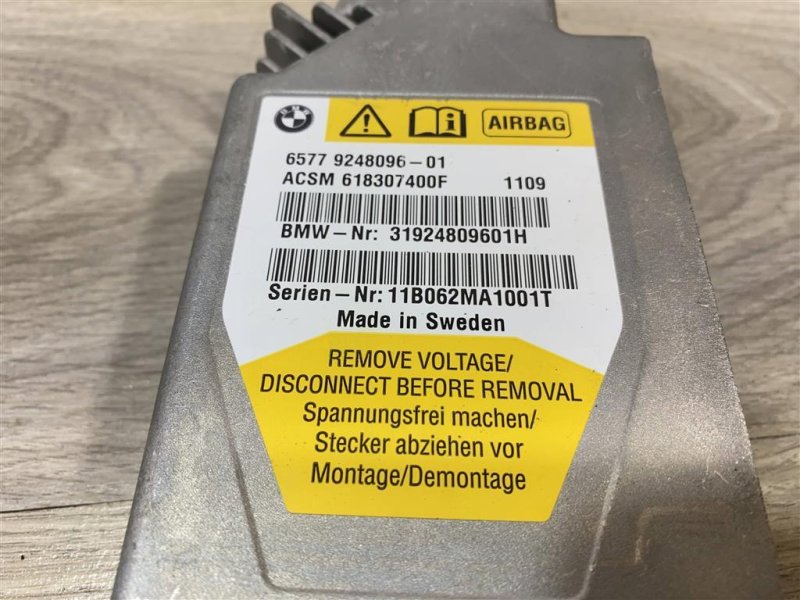 BMW
AIRBAG
6577 9248096-01
ACSM 618307400F 1109
BMW-Nr: 31924809601H
Serien-Nr: 11B062MA1001T
Made in Sweden
REMOVE VOLTAGE/
DISCONNECT BEFORE REMOVAL
Spannungsfrei machen/
Stecker abziehen vor
Montage/Demontage